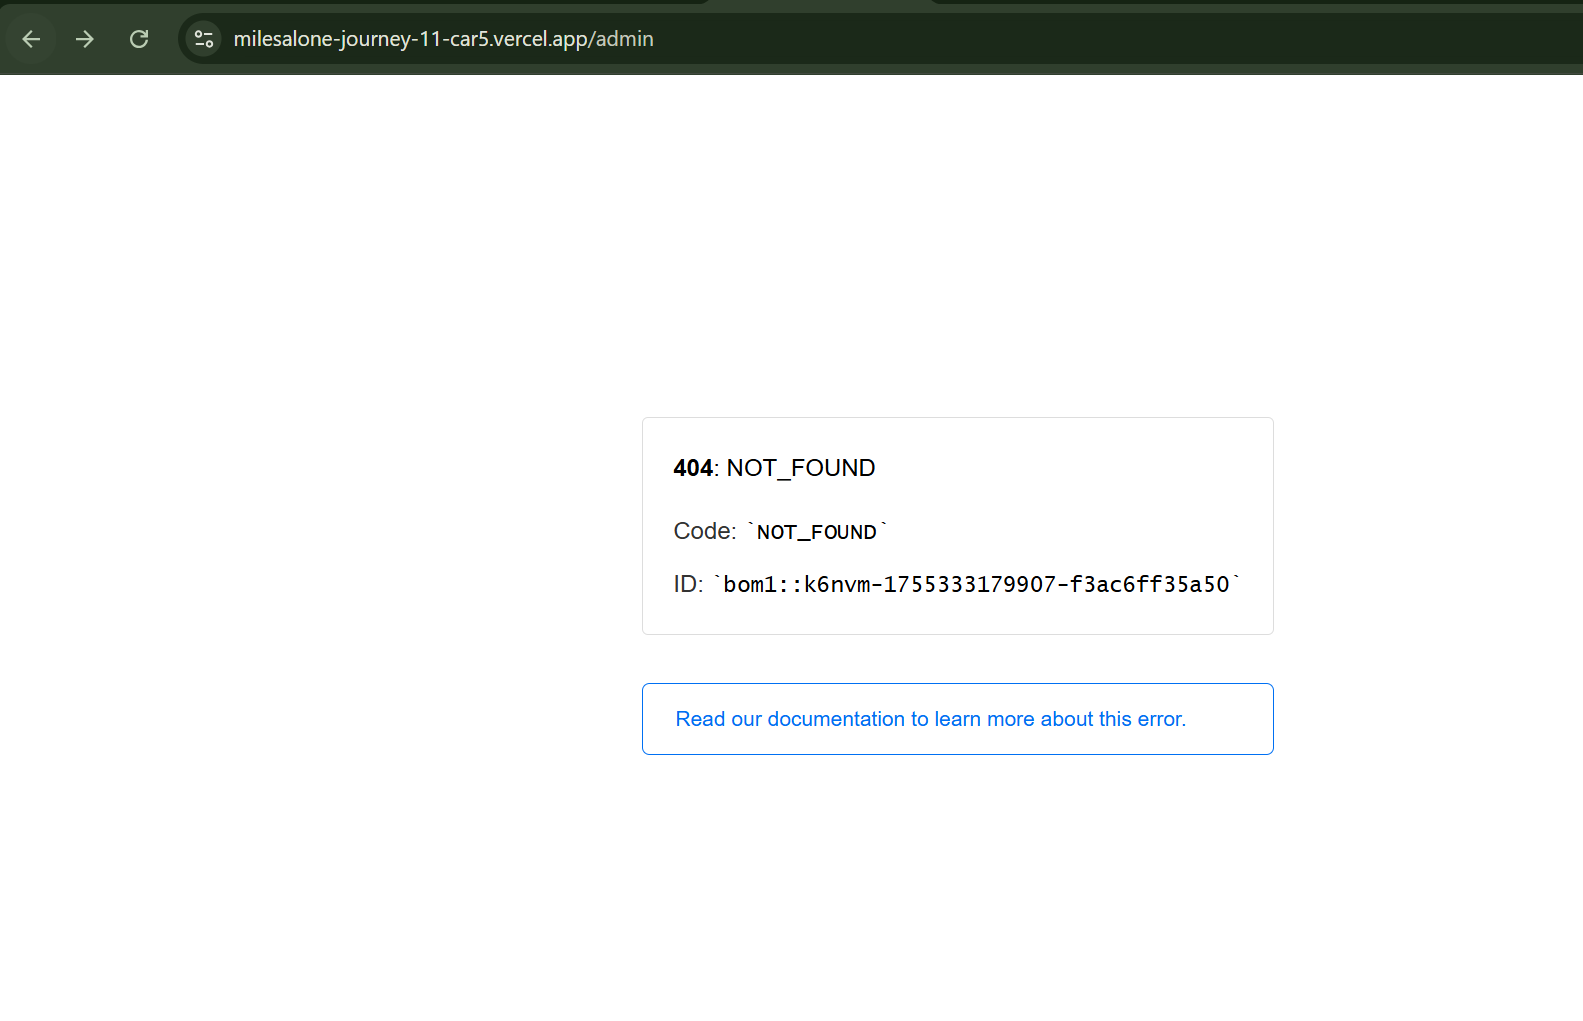 milesalone-journey-11-car5.vercel.app/admin
404: NOT_FOUND
Code: `NOT_FOUND`
ID: `bom1::k6nvm-1755333179907-f3ac6ff35a50`
Read our documentation to learn more about this error.